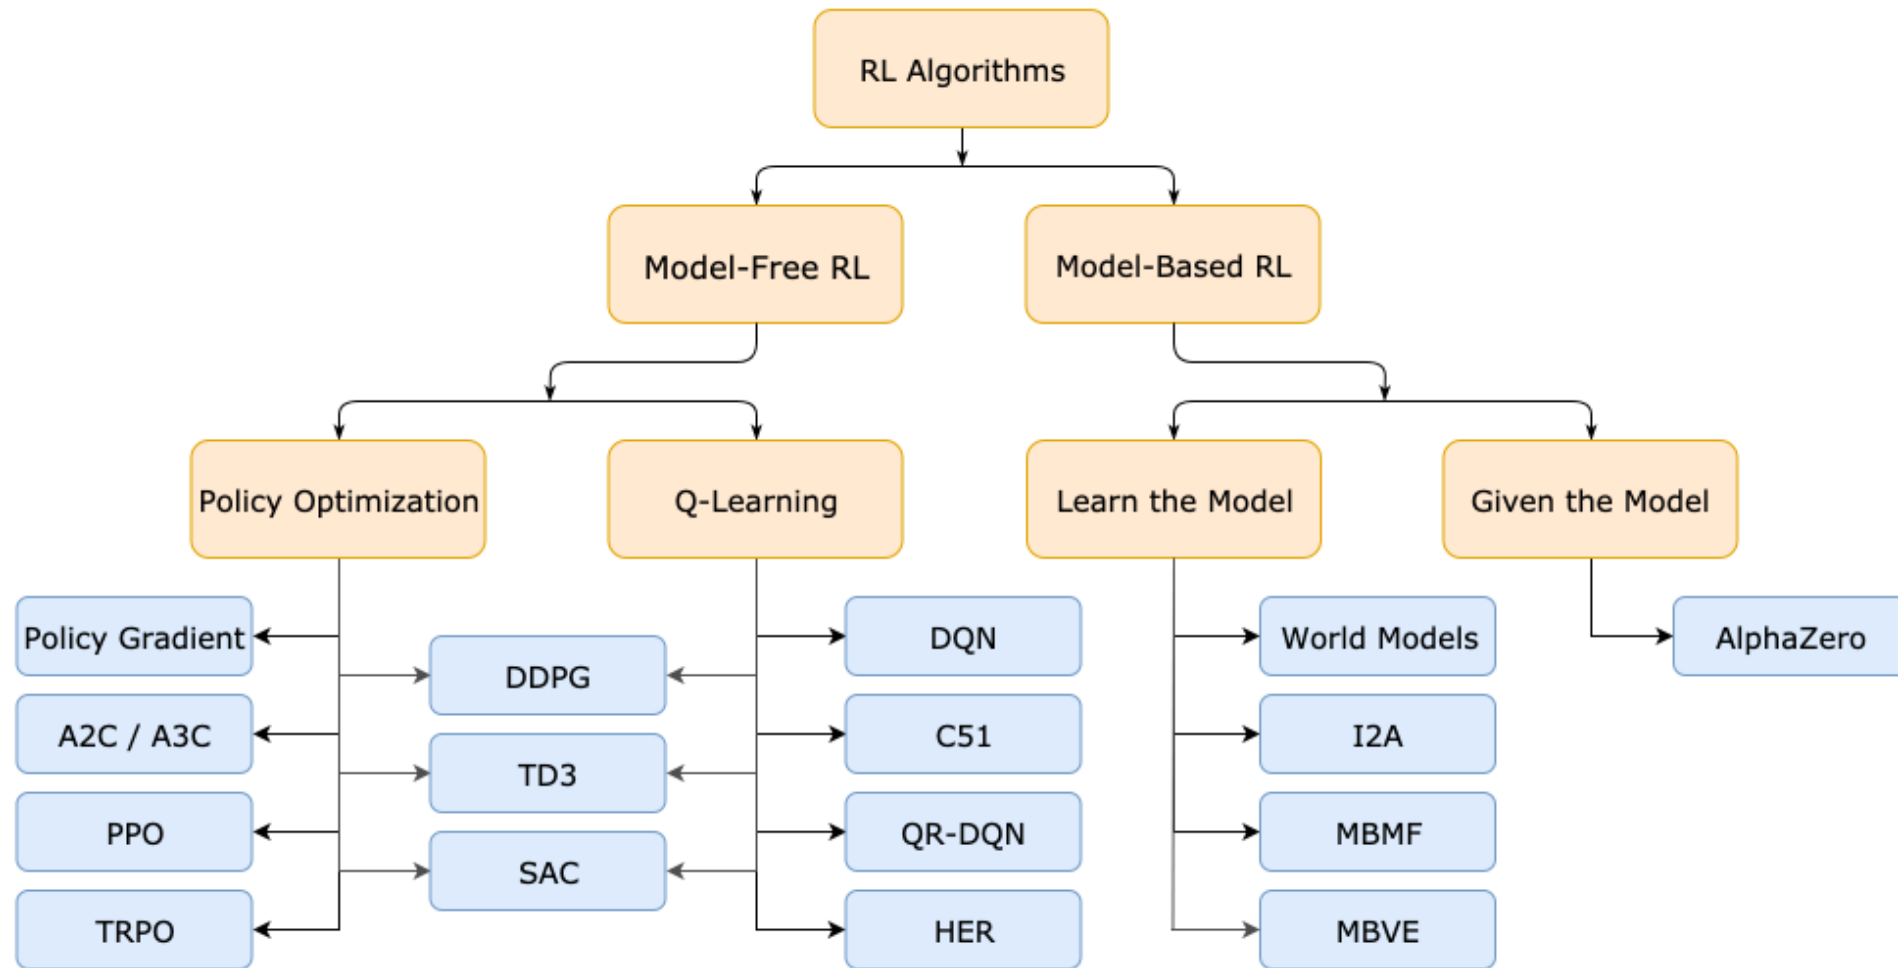 RL Algorithms
Model-Free RL
Model-Based RL
Policy Optimization
Q-Learning
Learn the Model
Given the Model
Policy Gradient
DDPG
DQN
World Models
AlphaZero
A2C / A3C
TD3
C51
I2A
PPO
SAC
QR-DQN
MBMF
TRPO
HER
MBVE